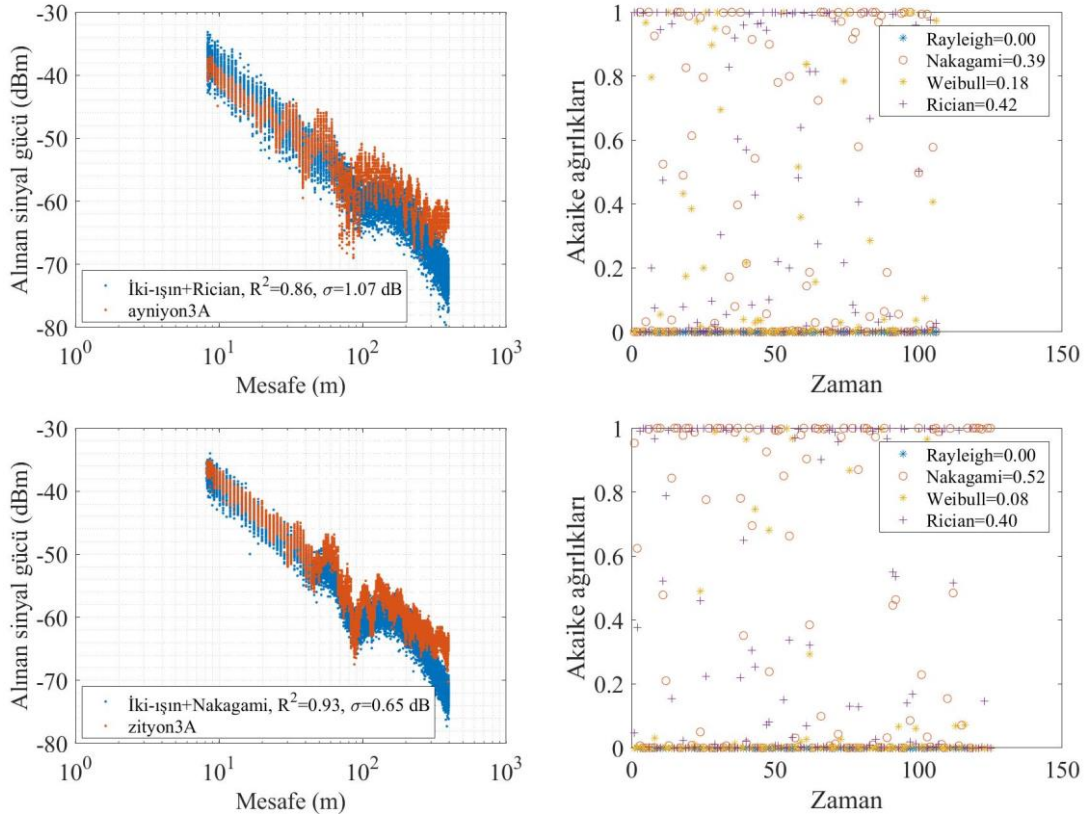 -30
-40
-50
-60
-70
-80
Alınan sinyal gücü (dBm)
İki-ışın+Rician, R²=0.86, σ=1.07 dB
ayniyon3A
10⁰ 10¹ 10² 10³
Mesafe (m)
1
0.8
0.6
0.4
0.2
0
Akaike ağırlıkları
Rayleigh=0.00
Nakagami=0.39
Weibull=0.18
Rician=0.42
0 50 100 150
Zaman
-30
-40
-50
-60
-70
-80
Alınan sinyal gücü (dBm)
İki-ışın+Nakagami, R²=0.93, σ=0.65 dB
zityon3A
10⁰ 10¹ 10² 10³
Mesafe (m)
1
0.8
0.6
0.4
0.2
0
Akaike ağırlıkları
Rayleigh=0.00
Nakagami=0.52
Weibull=0.08
Rician=0.40
0 50 100 150
Zaman